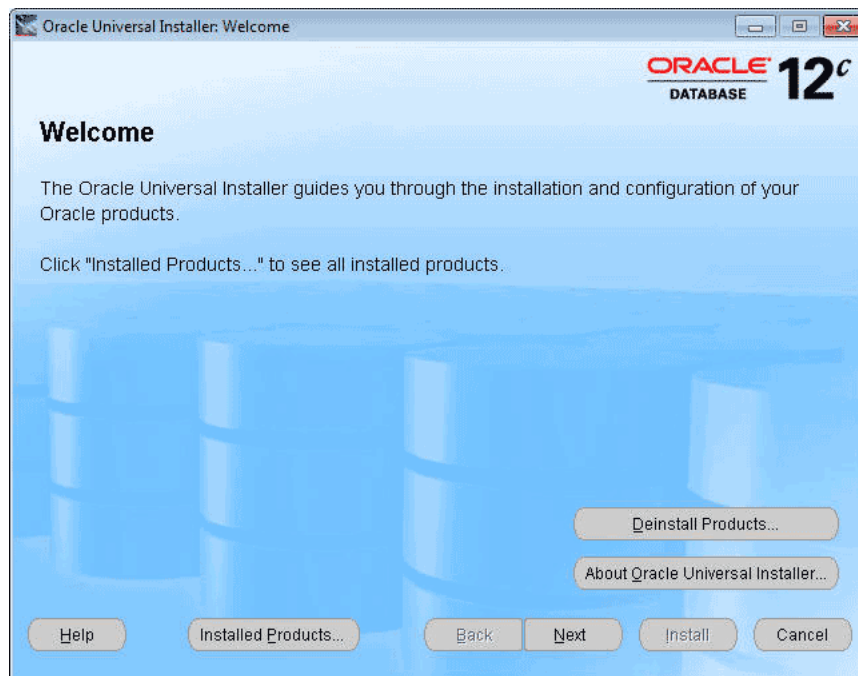 Oracle Universal Installer: Welcome
ORACLE
DATABASE
12c
Welcome
The Oracle Universal Installer guides you through the installation and configuration of your
Oracle products.
Click "Installed Products..." to see all installed products.
Deinstall Products...
About Oracle Universal Installer...
Help Installed Products... Back Next Install Cancel